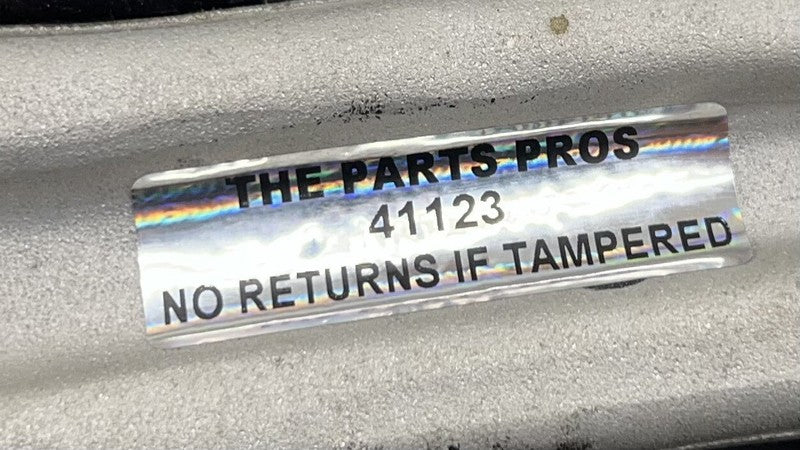 THE PARTS PROS
41123
NO RETURNS IF TAMPERED